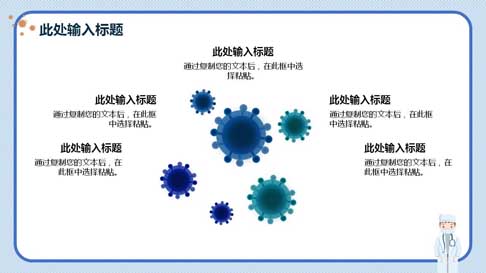 此处输入标题
此处输入标题
通过复制您的文本后，在此框中选
择粘贴。
此处输入标题
通过复制您的文本后，在此框
中选择粘贴。
此处输入标题
通过复制您的文本后，在此框
中选择粘贴。
此处输入标题
通过复制您的文本后，在
此框中选择粘贴。
此处输入标题
通过复制您的文本后，在
此框中选择粘贴。